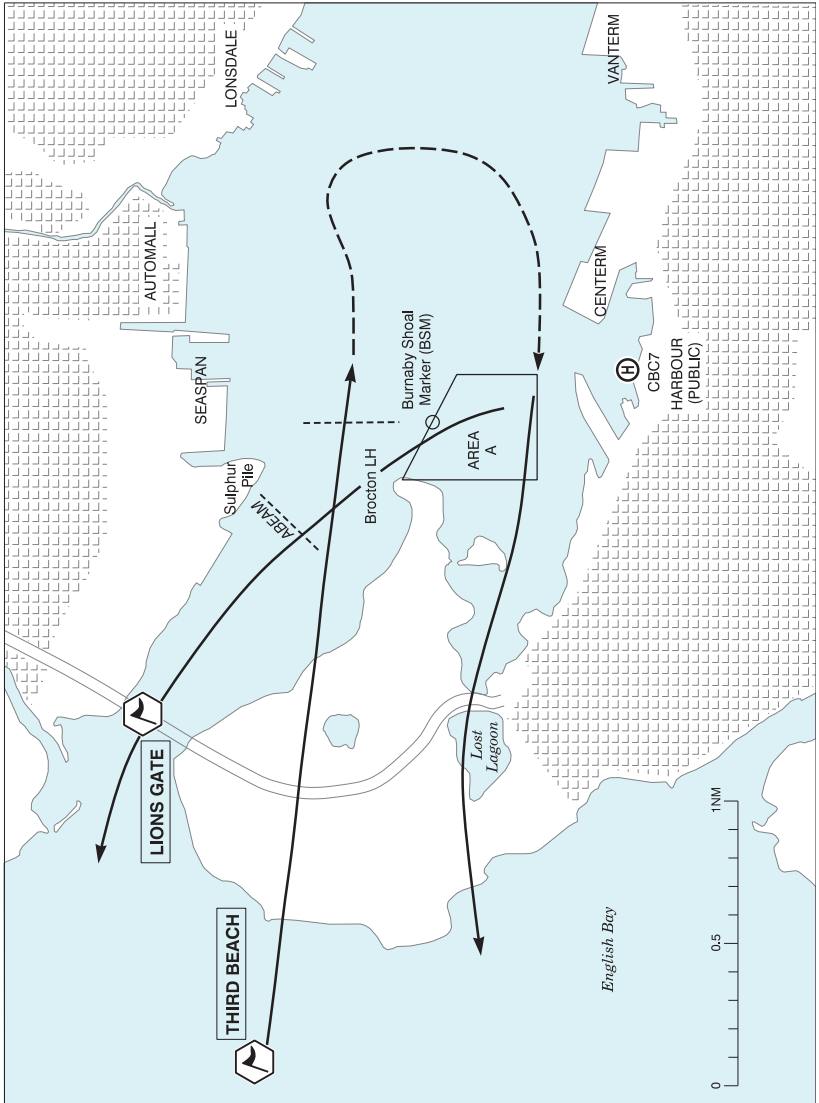 LONSDALE
VANTERM
AUTOMALL
CENTERM
SEASPAN
Burnaby Shoal
Marker (BSM)
H
CBC7
HARBOUR
(PUBLIC)
Sulphur
Pile
ABEAM
Brocton LH
AREA
A
LIONS GATE
Lost
Lagoon
THIRD BEACH
English Bay
0
0.5
1NM